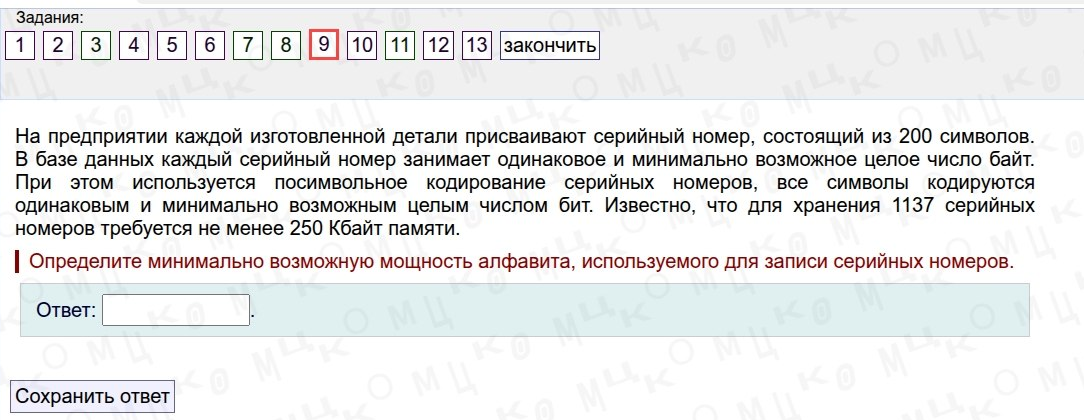 Задания:
1 2 3 4 5 6 7 8 9 10 11 12 13 закончить
На предприятии каждой изготовленной детали присваивают серийный номер, состоящий из 200 символов.
В базе данных каждый серийный номер занимает одинаковое и минимально возможное целое число байт.
При этом используется посимвольное кодирование серийных номеров, все символы кодируются
одинаковым и минимально возможным целым числом бит. Известно, что для хранения 1137 серийных
номеров требуется не менее 250 Кбайт памяти.
Определите минимально возможную мощность алфавита, используемого для записи серийных номеров.
Ответ: .
Сохранить ответ